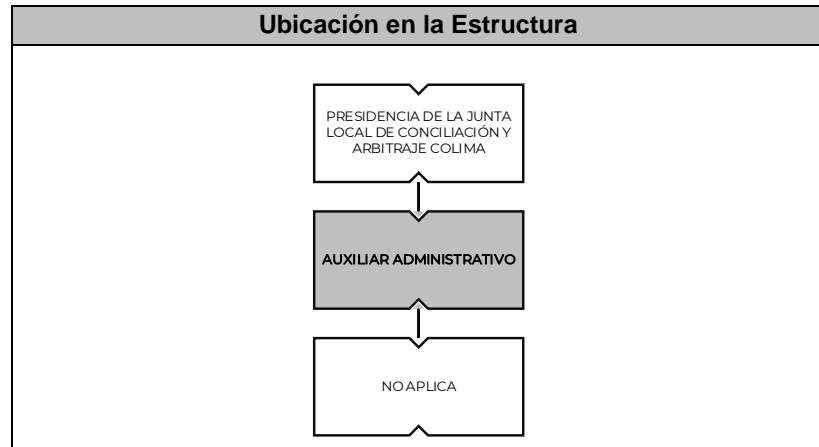 Ubicación en la Estructura
PRESIDENCIA DE LA JUNTA
LOCAL DE CONCILIACIÓN Y
ARBITRAJE COLIMA
AUXILIAR ADMINISTRATIVO
NO APLICA